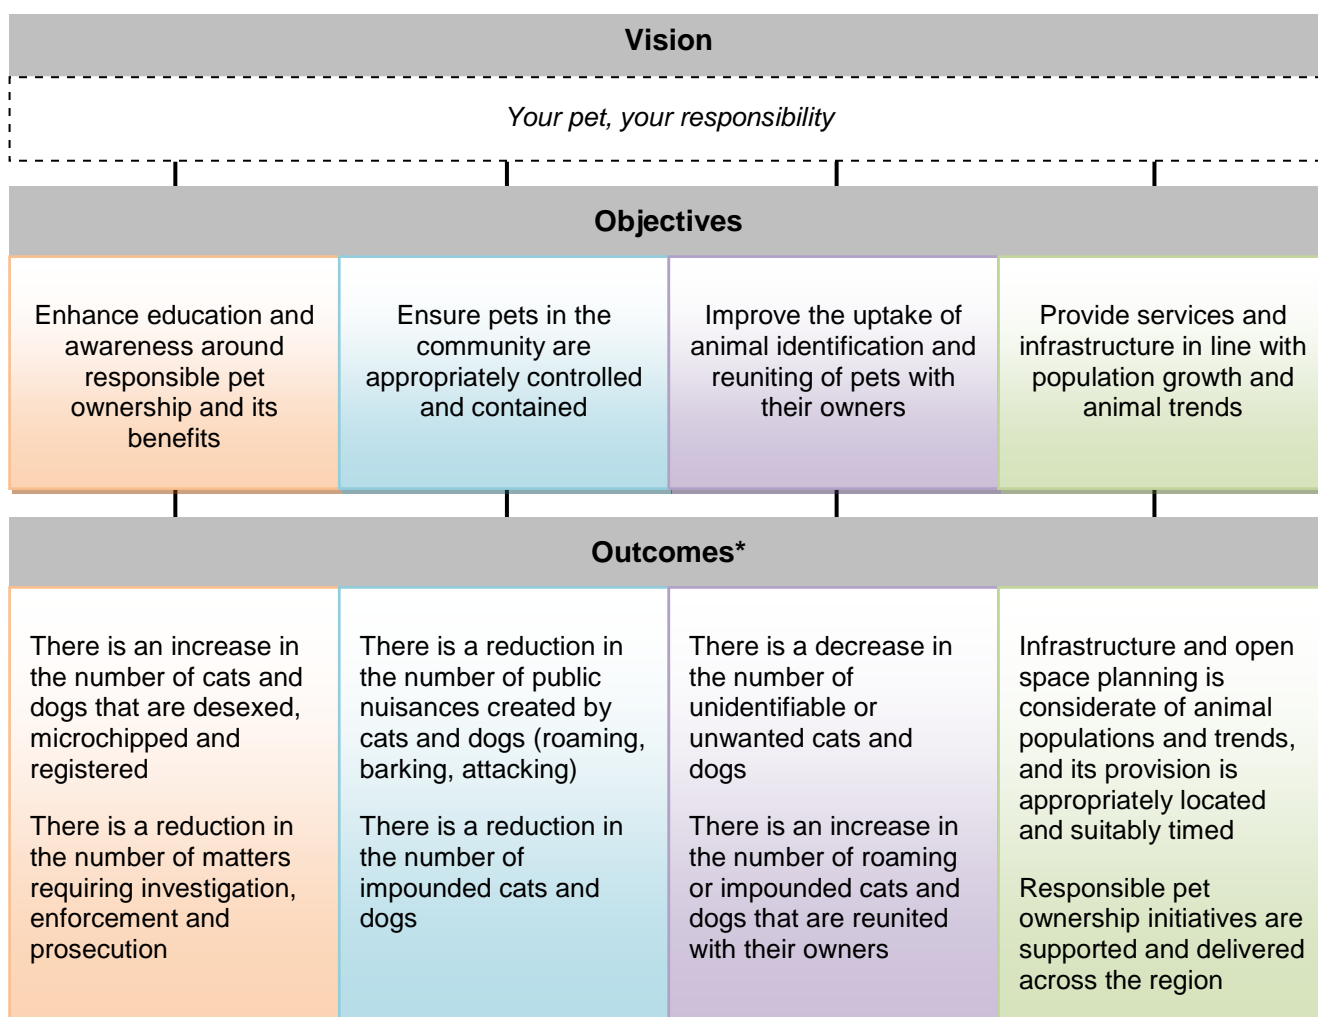 Vision
Your pet, your responsibility
Objectives
Enhance education and
awareness around
responsible pet
ownership and its
benefits
Ensure pets in the
community are
appropriately controlled
and contained
Improve the uptake of
animal identification and
reuniting of pets with
their owners
Provide services and
infrastructure in line with
population growth and
animal trends
Outcomes*
There is an increase in
the number of cats and
dogs that are desexed,
microchipped and
registered
There is a reduction in
the number of matters
requiring investigation,
enforcement and
prosecution
There is a reduction in
the number of public
nuisances created by
cats and dogs (roaming,
barking, attacking)
There is a reduction in
the number of
impounded cats and
dogs
There is a decrease in
the number of
unidentifiable or
unwanted cats and
dogs
There is an increase in
the number of roaming
or impounded cats and
dogs that are reunited
with their owners
Infrastructure and open
space planning is
considerate of animal
populations and trends,
and its provision is
appropriately located
and suitably timed
Responsible pet
ownership initiatives are
supported and delivered
across the region